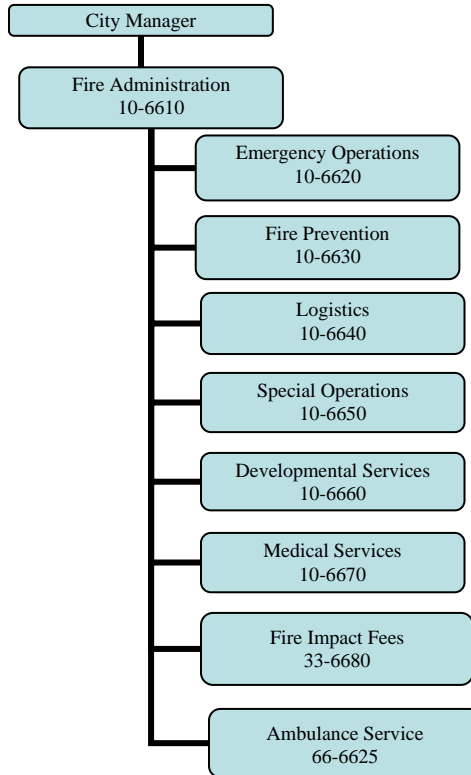 City Manager
Fire Administration
10-6610
Emergency Operations
10-6620
Fire Prevention
10-6630
Logistics
10-6640
Special Operations
10-6650
Developmental Services
10-6660
Medical Services
10-6670
Fire Impact Fees
33-6680
Ambulance Service
66-6625